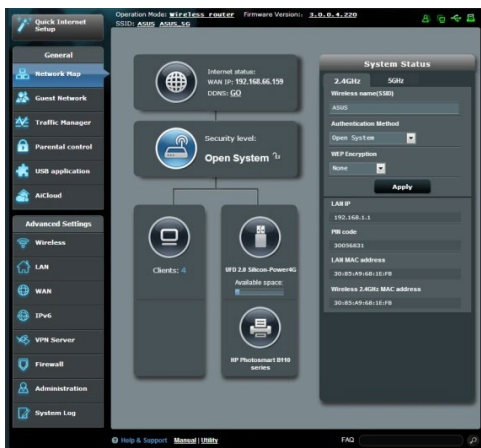 Quick Internet Setup
Operation Mode: Wireless router Firmware Version: 3.0.0.4.220
SSID: ASUS ASUS_5G
General
Network Map
Guest Network
Traffic Manager
Parental control
USB application
AiCloud
Advanced Settings
Wireless
LAN
WAN
IPv6
VPN Server
Firewall
Administration
System Log
Internet status:
WAN IP: 192.168.66.159
DDNS: GO
Security level:
Open System
Clients: 4
UFO 2.0 Silicon-Power4G
Available space:
HP Photosmart B110 series
System Status
2.4GHz 5GHz
Wireless name(SSID)
ASUS
Authentication Method
Open System
WEP Encryption
None
Apply
LAN IP
192.168.1.1
PIN code
30056831
LAN MAC address
30:85:A9:60:1E:F8
Wireless 2.4GHz MAC address
30:85:A9:60:1E:F8
Help & Support Manual | Utility FAQ